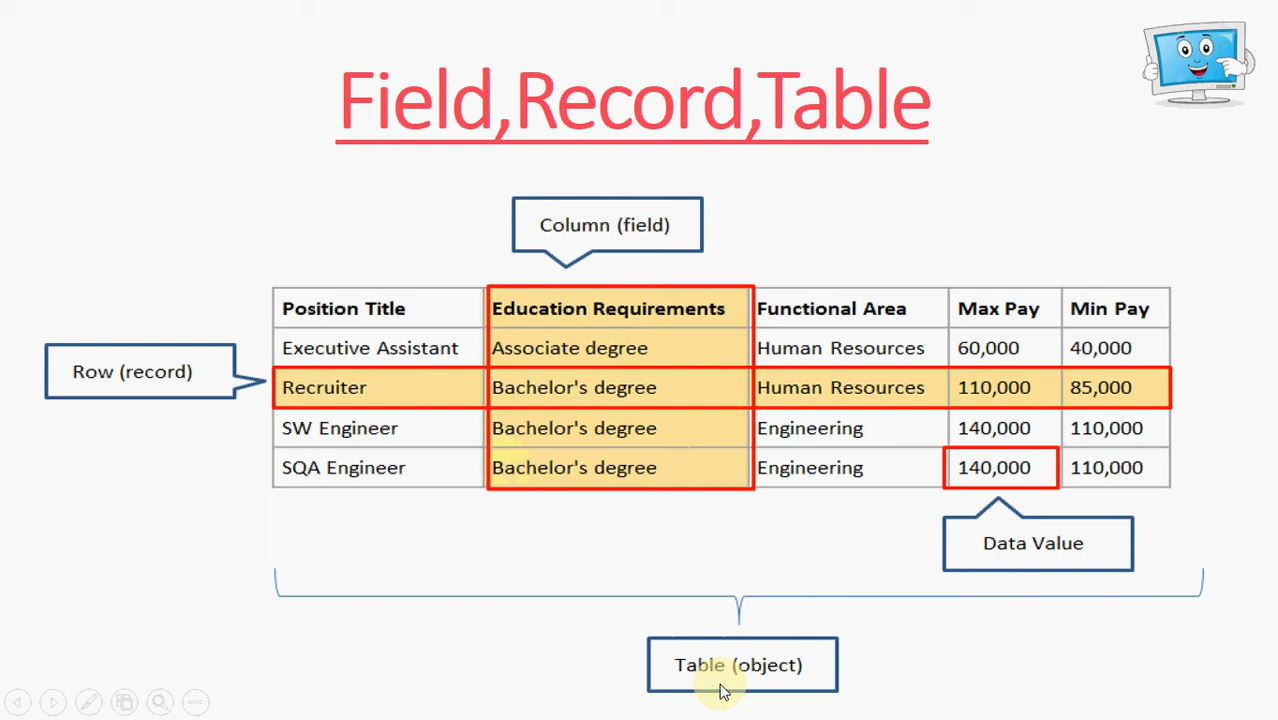 Field,Record,Table
Column (field)
Position Title Education Requirements Functional Area Max Pay Min Pay
Executive Assistant Associate degree Human Resources 60,000 40,000
Row (record)
Recruiter Bachelor's degree Human Resources 110,000 85,000
SW Engineer Bachelor's degree Engineering 140,000 110,000
SQA Engineer Bachelor's degree Engineering 140,000 110,000
Data Value
Table (object)